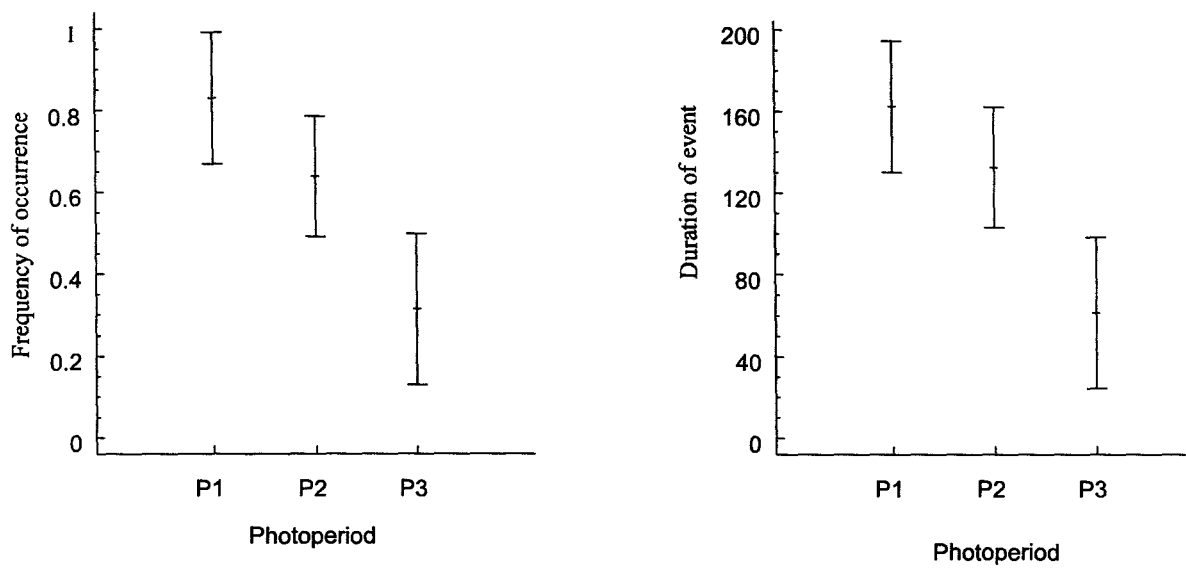 Frequency of occurrence
1
0.8
0.6
0.4
0.2
0
P1 P2 P3
Photoperiod
Duration of event
200
160
120
80
40
0
P1 P2 P3
Photoperiod